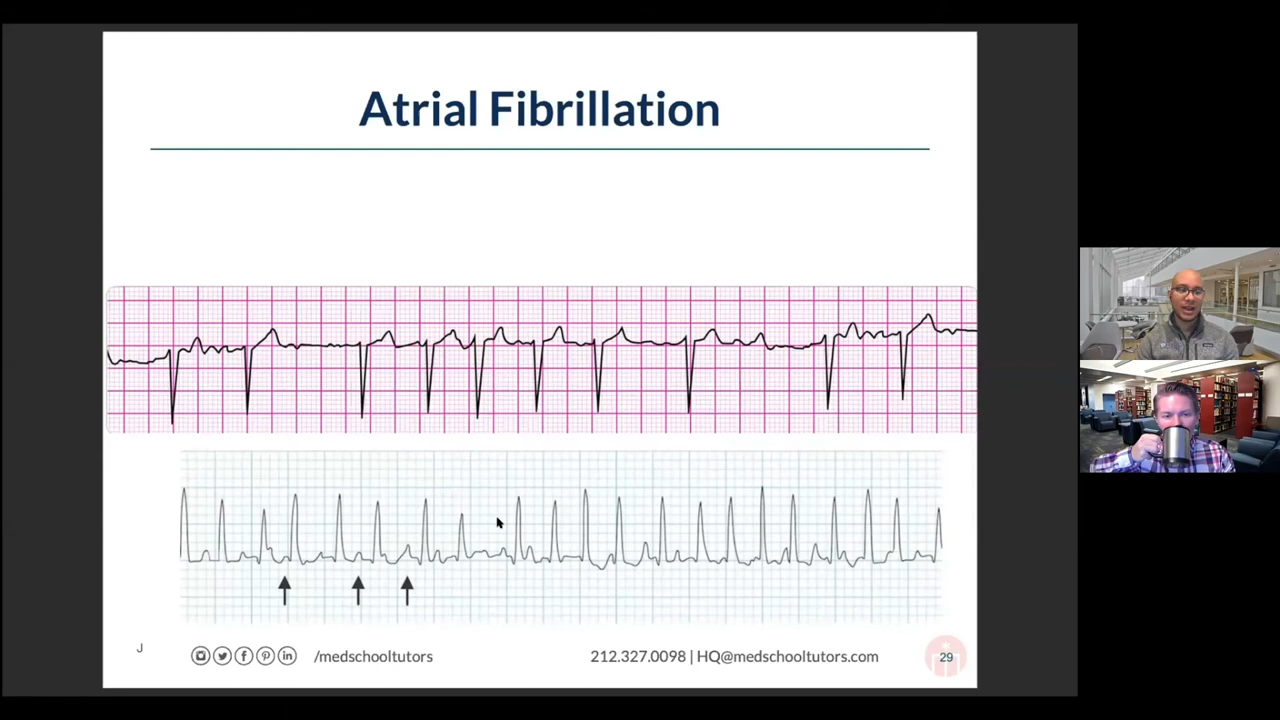 Atrial Fibrillation
J
/medschooltutors
212.327.0098 | HQ@medschooltutors.com
29